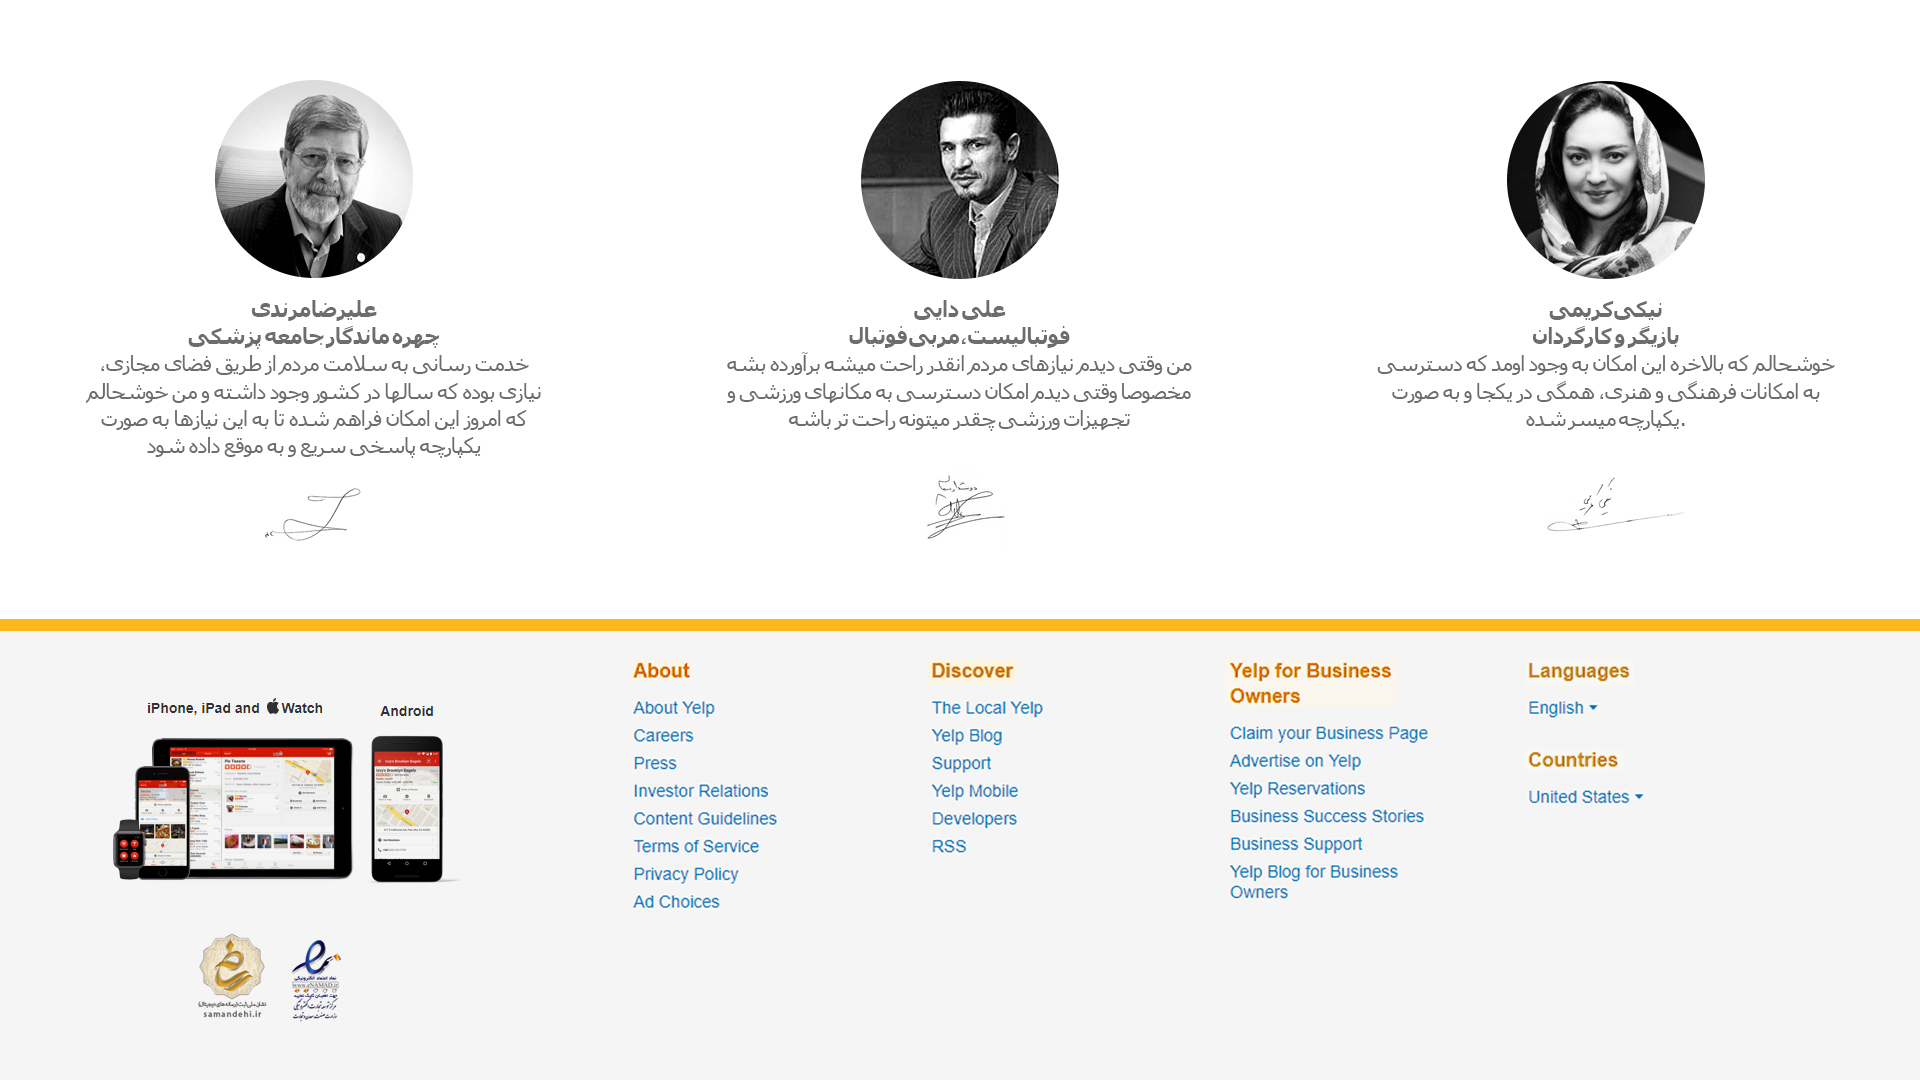 علیرضا مرندی
چهره ماندگار جامعه پزشکی
خدمت رسانی به سلامت مردم از طریق فضای مجازی،
نیازی بوده که سالها در کشور وجود داشته و من خوشحالم
که امروز این امکان فراهم شده تا به این نیازها به صورت
یکپارچه پاسخی سریع و به موقع داده شود
علی دایی
فوتبالیست، مربی فوتبال
من وقتی دیدم نیازهای مردم انقدر راحت میشه برآورده بشه
مخصوصا وقتی دیدم امکان دسترسی به مکانهای ورزشی و
تجهیزات ورزشی چقدر میتونه راحت تر باشه
نیکی کریمی
بازیگر و کارگردان
خوشحالم که بالاخره این امکان به وجود اومد که دسترسی
به امکانات فرهنگی و هنری، همگی در یکجا و به صورت
.یکپارچه میسر شده
iPhone, iPad and Watch
Android
About
About Yelp
Careers
Press
Investor Relations
Content Guidelines
Terms of Service
Privacy Policy
Ad Choices
Discover
The Local Yelp
Yelp Blog
Support
Yelp Mobile
Developers
RSS
Yelp for Business
Owners
Claim your Business Page
Advertise on Yelp
Yelp Reservations
Business Success Stories
Business Support
Yelp Blog for Business
Owners
Languages
English
Countries
United States
samandehi.ir
نماد اعتماد الکترونیکی
www.eNAMAD.ir